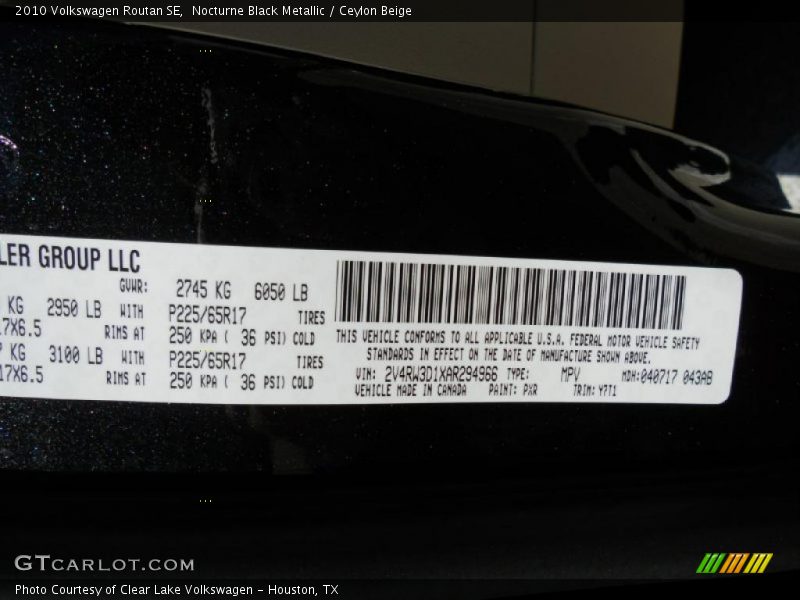 2010 Volkswagen Routan SE, Nocturne Black Metallic / Ceylon Beige
LER GROUP LLC
GVWR: 2745 KG 6050 LB
KG 2950 LB WITH P225/65R17 TIRES
17X6.5 RIMS AT 250 KPA ( 36 PSI) COLD
KG 3100 LB WITH P225/65R17 TIRES
17X6.5 RIMS AT 250 KPA ( 36 PSI) COLD
THIS VEHICLE CONFORMS TO ALL APPLICABLE U.S.A. FEDERAL MOTOR VEHICLE SAFETY
STANDARDS IN EFFECT ON THE DATE OF MANUFACTURE SHOWN ABOVE.
VIN: 2V4RW3D1XAR294966 TYPE: MPV MDH:040717 043AB
VEHICLE MADE IN CANADA PAINT: PXR TRIM: Y7T1
GTCARLOT.COM
Photo Courtesy of Clear Lake Volkswagen - Houston, TX